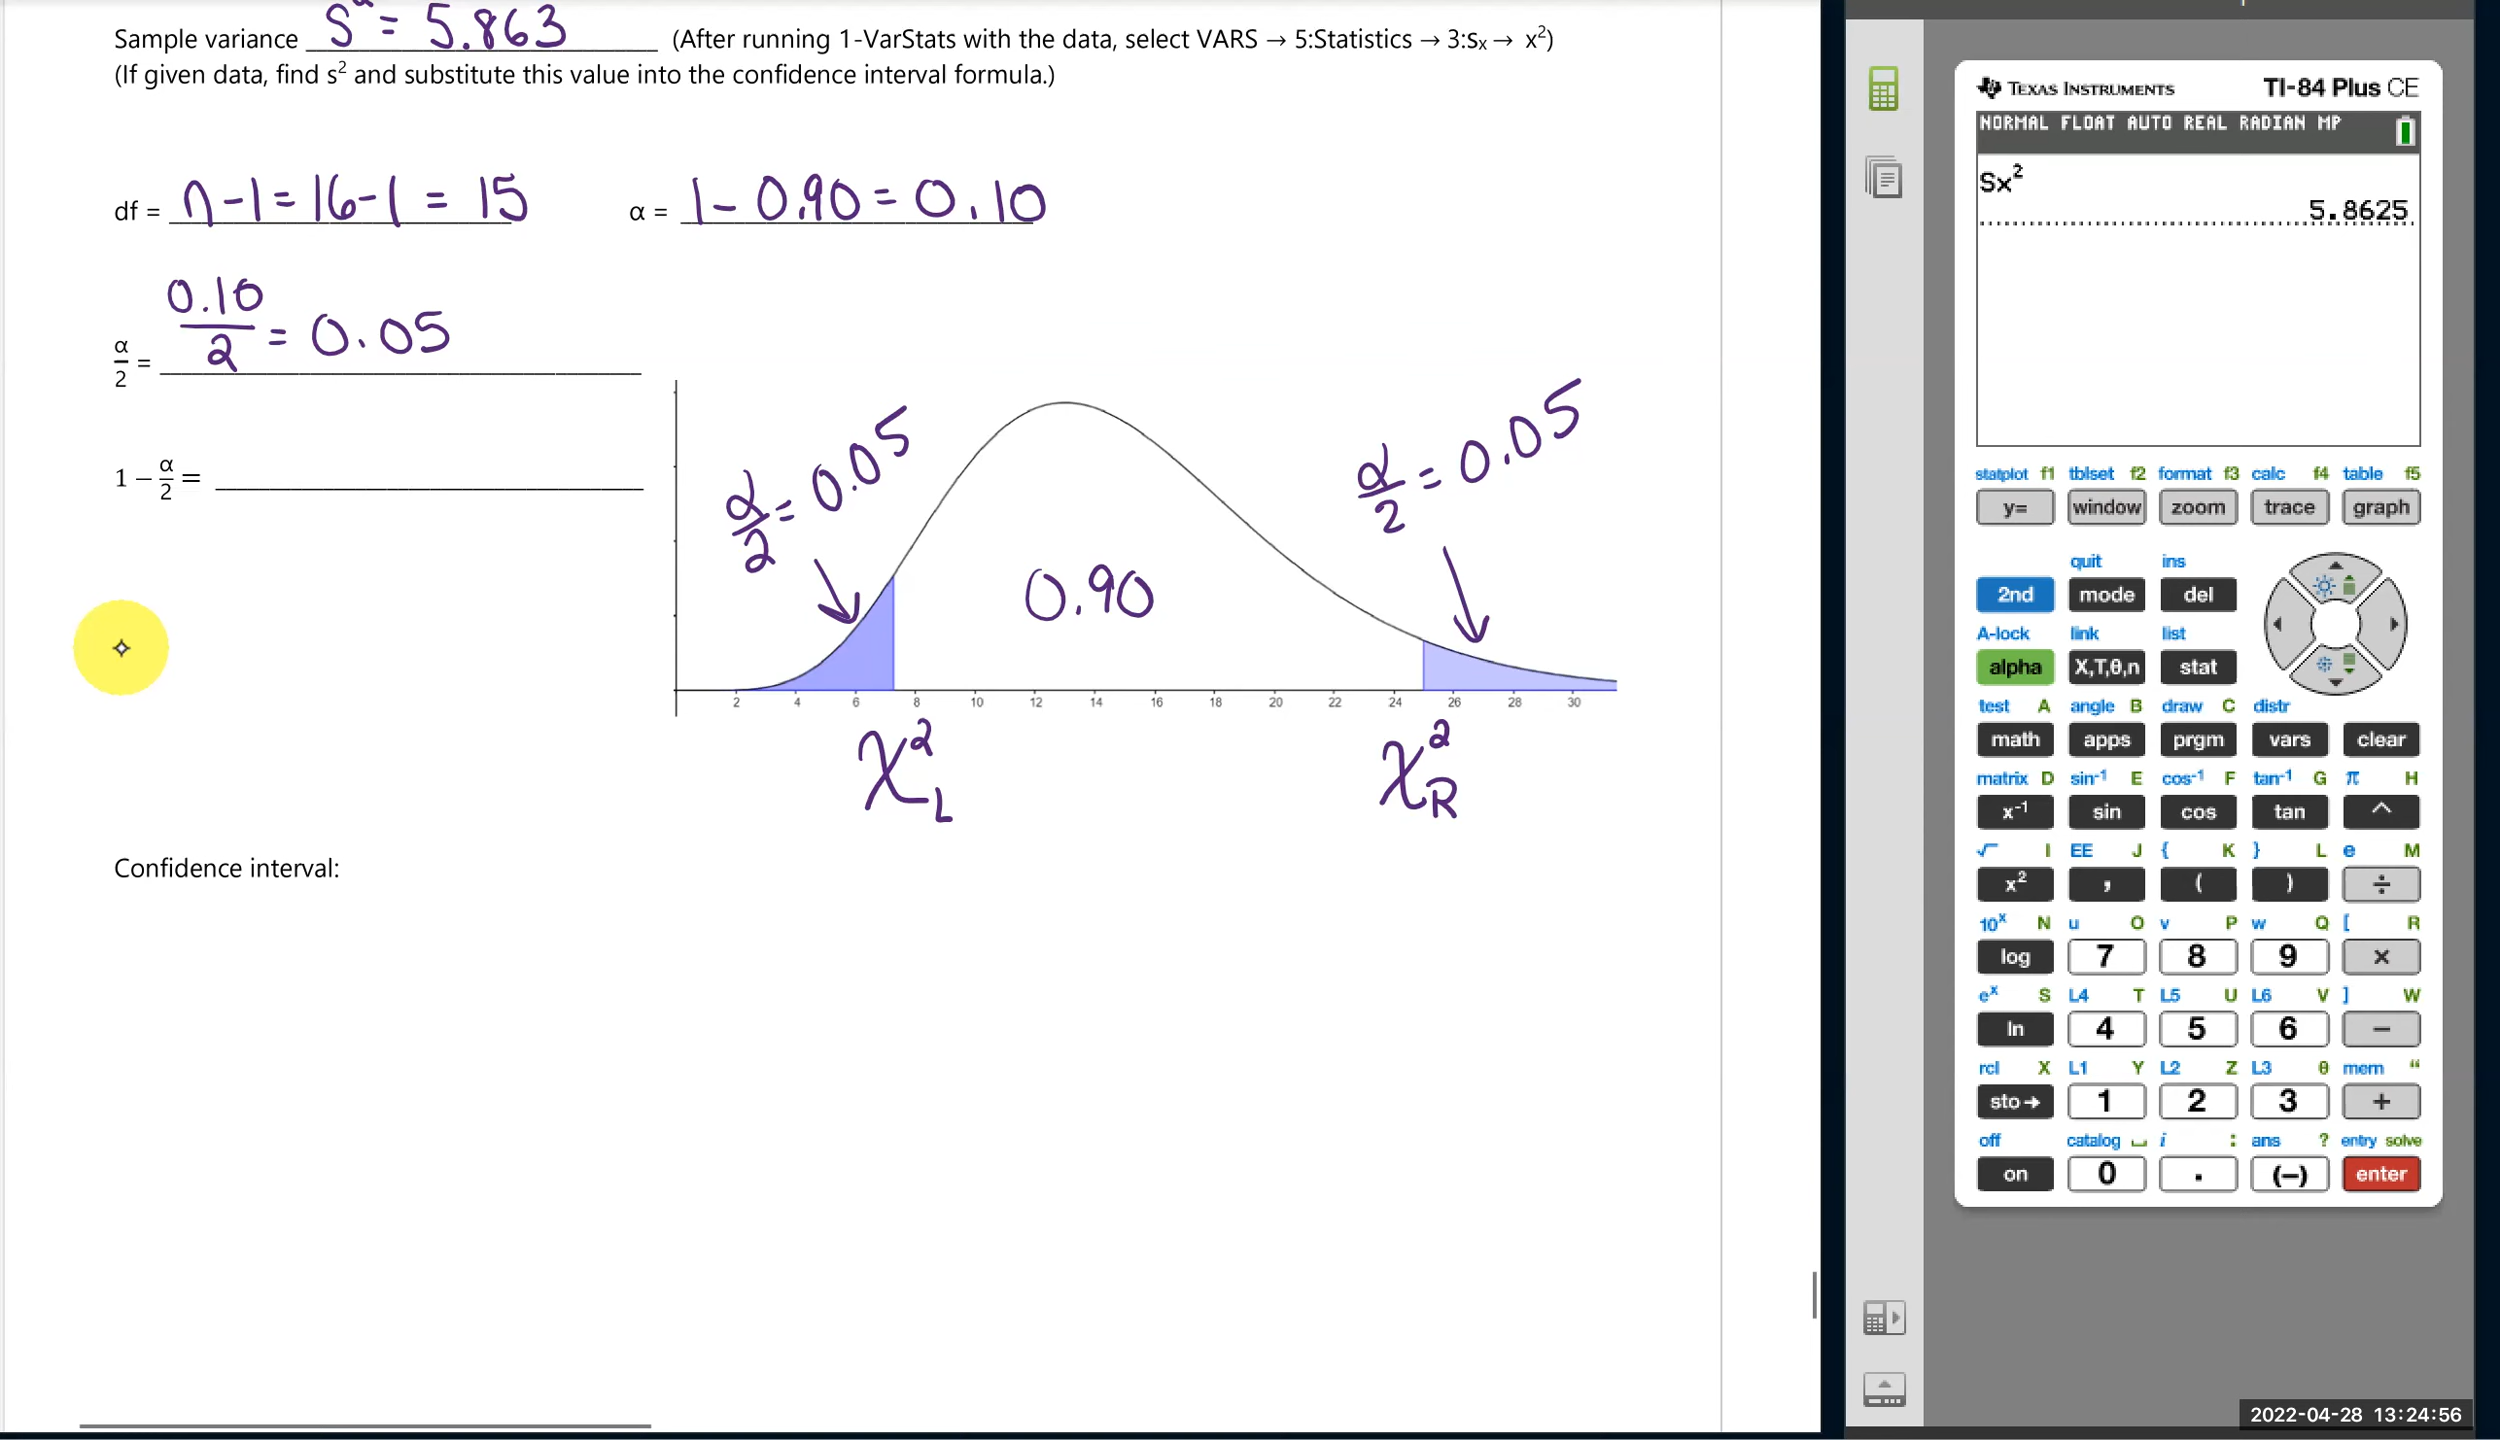 Sample variance s² = 5.863 (After running 1-VarStats with the data, select VARS → 5:Statistics → 3:sₓ → x²)
(If given data, find s² and substitute this value into the confidence interval formula.)
df = n-1 = 16-1 = 15 α = 1 - 0.90 = 0.10
α/2 = 0.10/2 = 0.05
1 − α/2 =
α/2 = 0.05
0.90
α/2 = 0.05
2 4 6 8 10 12 14 16 18 20 22 24 26 28 30
χ²L χ²R
Confidence interval:
TEXAS INSTRUMENTS TI-84 Plus CE
NORMAL FLOAT AUTO REAL RADIAN MP
Sx²
5.8625
statplot f1 tblset f2 format f3 calc f4 table f5
y= window zoom trace graph
quit ins
2nd mode del
A-lock link list
alpha X,T,θ,n stat
test A angle B draw C distr
math apps prgm vars clear
matrix D sin⁻¹ E cos⁻¹ F tan⁻¹ G π H
x⁻¹ sin cos tan ^
√ I EE J { K } L e M
x² , ( ) ÷
10ˣ N u O v P w Q [ R
log 7 8 9 ×
eˣ S L4 T L5 U L6 V ] W
ln 4 5 6 −
rcl X L1 Y L2 Z L3 θ mem "
sto→ 1 2 3 +
off catalog ⎵ i : ans ? entry solve
on 0 . (−) enter
2022-04-28 13:24:56